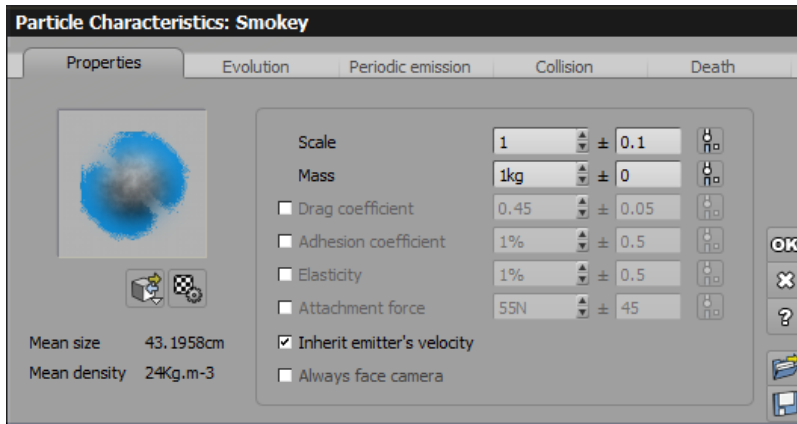 Particle Characteristics: Smokey
Properties Evolution Periodic emission Collision Death
Scale 1 ± 0.1
Mass 1kg ± 0
Drag coefficient 0.45 ± 0.05
Adhesion coefficient 1% ± 0.5
Elasticity 1% ± 0.5
Attachment force 55N ± 45
Mean size 43.1958cm
Inherit emitter's velocity
Mean density 24Kg.m-3
Always face camera
OK
?